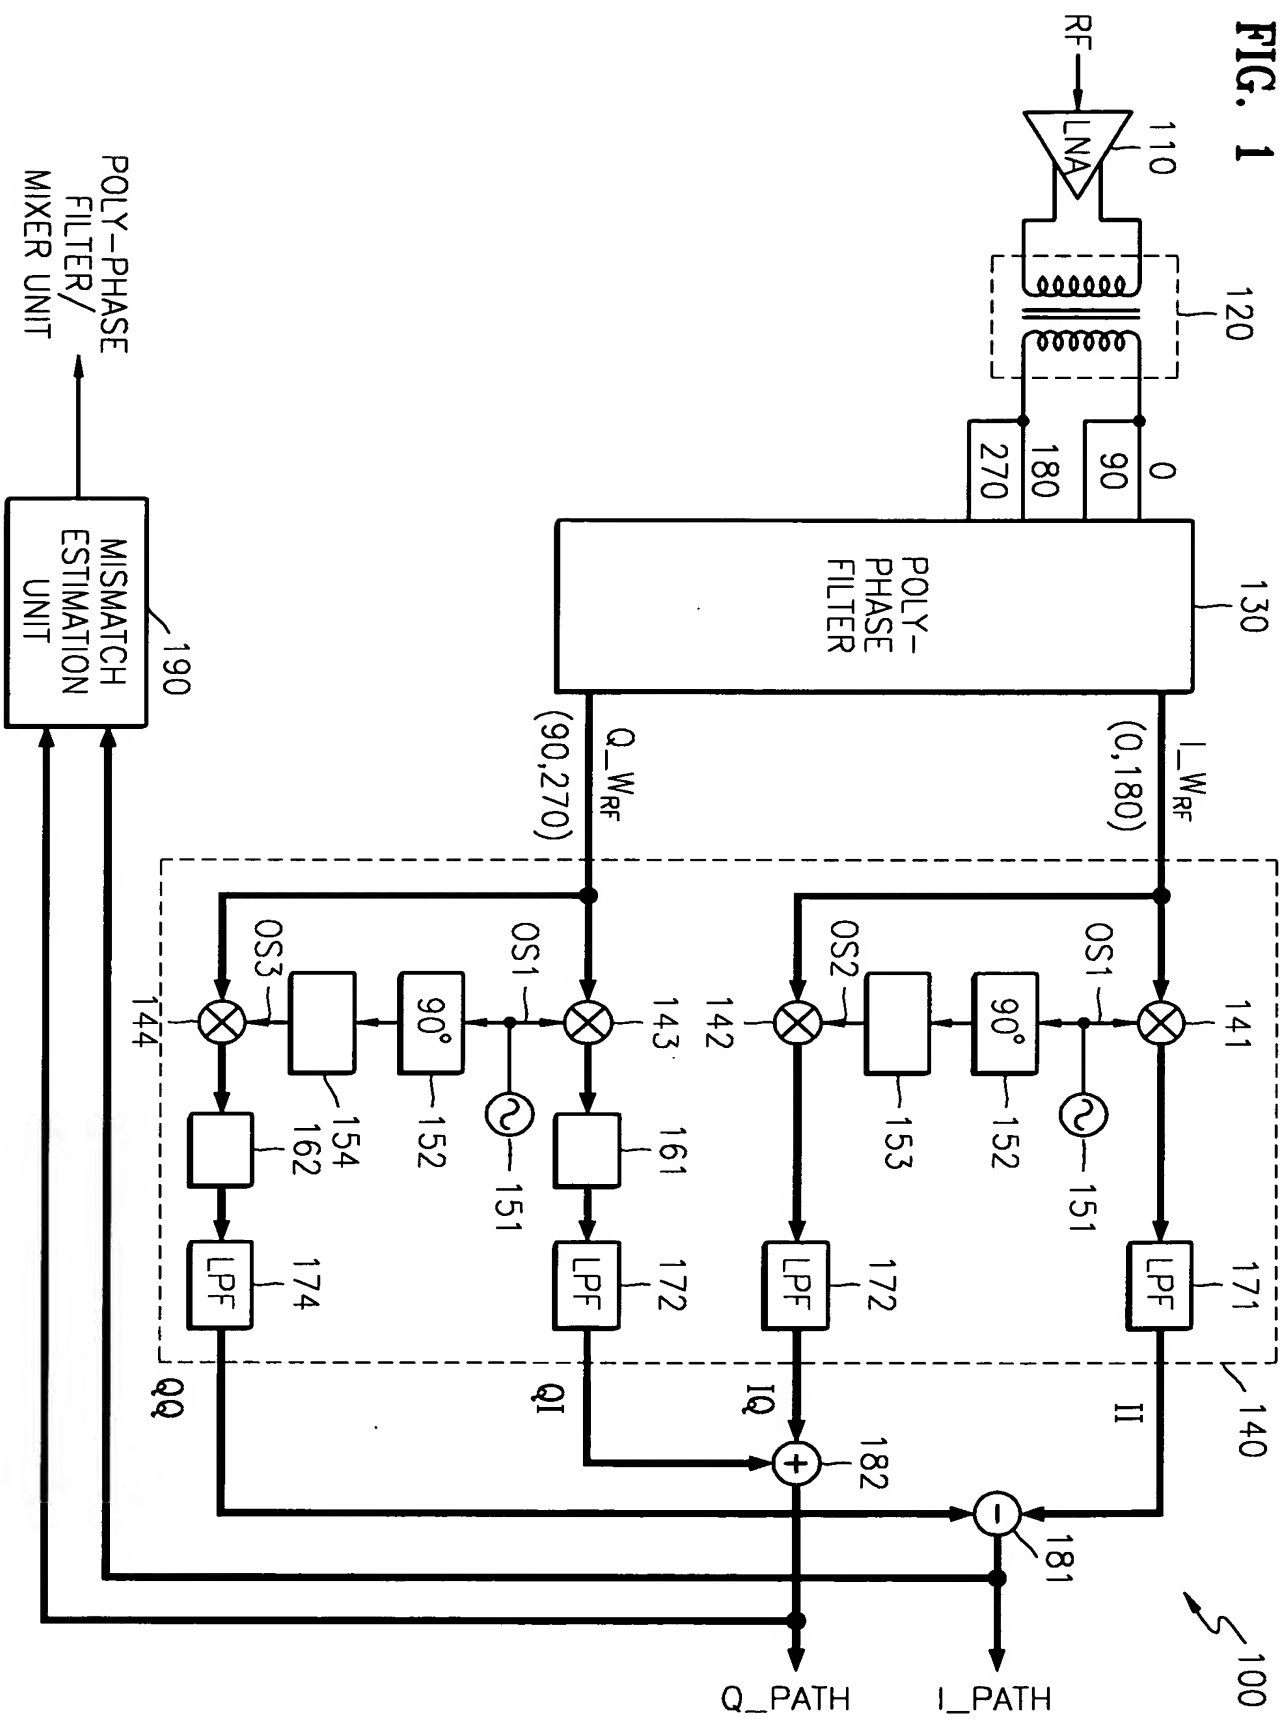 FIG. 1
RF
LNA
110
120
0
90
180
270
130
POLY-
PHASE
FILTER
I_WRF
(0,180)
Q_WRF
(90,270)
OS1
141
151
90°
152
153
OS2
142
OS1
143
151
90°
152
154
OS3
144
161
162
LPF
171
LPF
172
LPF
172
LPF
174
140
II
IQ
QI
QQ
+
182
-
181
100
I_PATH
Q_PATH
190
MISMATCH
ESTIMATION
UNIT
POLY-PHASE
FILTER/
MIXER UNIT